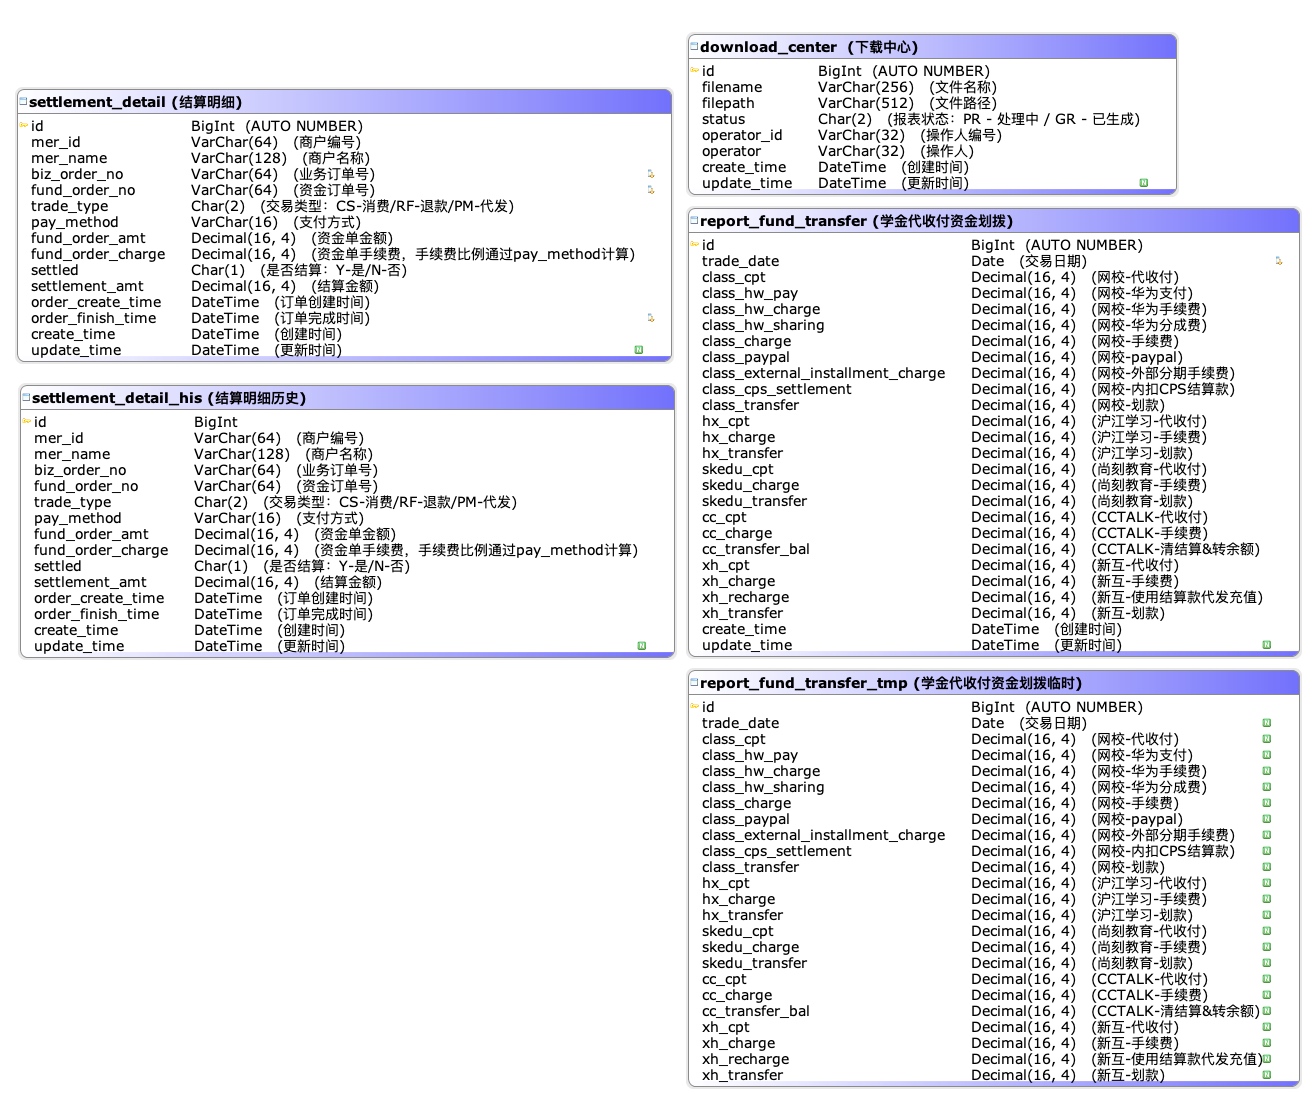 settlement_detail (结算明细)
id BigInt (AUTO NUMBER)
mer_id VarChar(64) (商户编号)
mer_name VarChar(128) (商户名称)
biz_order_no VarChar(64) (业务订单号)
fund_order_no VarChar(64) (资金订单号)
trade_type Char(2) (交易类型：CS-消费/RF-退款/PM-代发)
pay_method VarChar(16) (支付方式)
fund_order_amt Decimal(16, 4) (资金单金额)
fund_order_charge Decimal(16, 4) (资金单手续费，手续费比例通过pay_method计算)
settled Char(1) (是否结算：Y-是/N-否)
settlement_amt Decimal(16, 4) (结算金额)
order_create_time DateTime (订单创建时间)
order_finish_time DateTime (订单完成时间)
create_time DateTime (创建时间)
update_time DateTime (更新时间)
settlement_detail_his (结算明细历史)
id BigInt
mer_id VarChar(64) (商户编号)
mer_name VarChar(128) (商户名称)
biz_order_no VarChar(64) (业务订单号)
fund_order_no VarChar(64) (资金订单号)
trade_type Char(2) (交易类型：CS-消费/RF-退款/PM-代发)
pay_method VarChar(16) (支付方式)
fund_order_amt Decimal(16, 4) (资金单金额)
fund_order_charge Decimal(16, 4) (资金单手续费，手续费比例通过pay_method计算)
settled Char(1) (是否结算：Y-是/N-否)
settlement_amt Decimal(16, 4) (结算金额)
order_create_time DateTime (订单创建时间)
order_finish_time DateTime (订单完成时间)
create_time DateTime (创建时间)
update_time DateTime (更新时间)
download_center (下载中心)
id BigInt (AUTO NUMBER)
filename VarChar(256) (文件名称)
filepath VarChar(512) (文件路径)
status Char(2) (报表状态：PR - 处理中 / GR - 已生成)
operator_id VarChar(32) (操作人编号)
operator VarChar(32) (操作人)
create_time DateTime (创建时间)
update_time DateTime (更新时间)
report_fund_transfer (学金代收付资金划拨)
id BigInt (AUTO NUMBER)
trade_date Date (交易日期)
class_cpt Decimal(16, 4) (网校-代收付)
class_hw_pay Decimal(16, 4) (网校-华为支付)
class_hw_charge Decimal(16, 4) (网校-华为手续费)
class_hw_sharing Decimal(16, 4) (网校-华为分成费)
class_charge Decimal(16, 4) (网校-手续费)
class_paypal Decimal(16, 4) (网校-paypal)
class_external_installment_charge Decimal(16, 4) (网校-外部分期手续费)
class_cps_settlement Decimal(16, 4) (网校-内扣CPS结算款)
class_transfer Decimal(16, 4) (网校-划款)
hx_cpt Decimal(16, 4) (沪江学习-代收付)
hx_charge Decimal(16, 4) (沪江学习-手续费)
hx_transfer Decimal(16, 4) (沪江学习-划款)
skedu_cpt Decimal(16, 4) (尚刻教育-代收付)
skedu_charge Decimal(16, 4) (尚刻教育-手续费)
skedu_transfer Decimal(16, 4) (尚刻教育-划款)
cc_cpt Decimal(16, 4) (CCTALK-代收付)
cc_charge Decimal(16, 4) (CCTALK-手续费)
cc_transfer_bal Decimal(16, 4) (CCTALK-清结算&转余额)
xh_cpt Decimal(16, 4) (新互-代收付)
xh_charge Decimal(16, 4) (新互-手续费)
xh_recharge Decimal(16, 4) (新互-使用结算款代发充值)
xh_transfer Decimal(16, 4) (新互-划款)
create_time DateTime (创建时间)
update_time DateTime (更新时间)
report_fund_transfer_tmp (学金代收付资金划拨临时)
id BigInt (AUTO NUMBER)
trade_date Date (交易日期)
class_cpt Decimal(16, 4) (网校-代收付)
class_hw_pay Decimal(16, 4) (网校-华为支付)
class_hw_charge Decimal(16, 4) (网校-华为手续费)
class_hw_sharing Decimal(16, 4) (网校-华为分成费)
class_charge Decimal(16, 4) (网校-手续费)
class_paypal Decimal(16, 4) (网校-paypal)
class_external_installment_charge Decimal(16, 4) (网校-外部分期手续费)
class_cps_settlement Decimal(16, 4) (网校-内扣CPS结算款)
class_transfer Decimal(16, 4) (网校-划款)
hx_cpt Decimal(16, 4) (沪江学习-代收付)
hx_charge Decimal(16, 4) (沪江学习-手续费)
hx_transfer Decimal(16, 4) (沪江学习-划款)
skedu_cpt Decimal(16, 4) (尚刻教育-代收付)
skedu_charge Decimal(16, 4) (尚刻教育-手续费)
skedu_transfer Decimal(16, 4) (尚刻教育-划款)
cc_cpt Decimal(16, 4) (CCTALK-代收付)
cc_charge Decimal(16, 4) (CCTALK-手续费)
cc_transfer_bal Decimal(16, 4) (CCTALK-清结算&转余额)
xh_cpt Decimal(16, 4) (新互-代收付)
xh_charge Decimal(16, 4) (新互-手续费)
xh_recharge Decimal(16, 4) (新互-使用结算款代发充值)
xh_transfer Decimal(16, 4) (新互-划款)